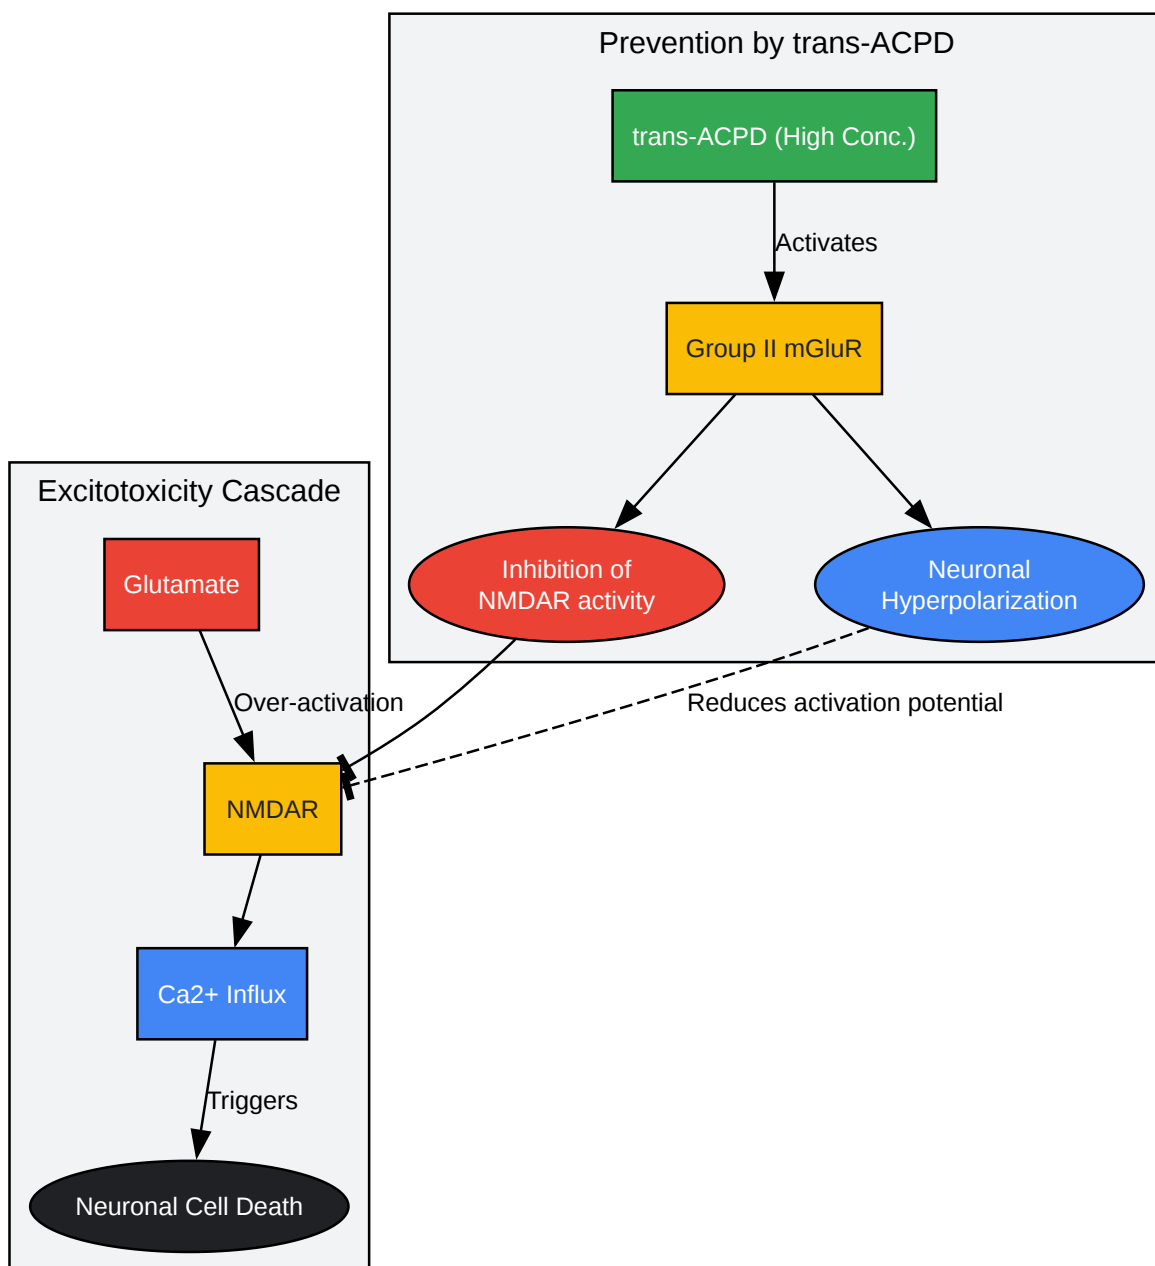 Prevention by trans-ACPD
trans-ACPD (High Conc.)
Activates
Group II mGluR
Inhibition of
NMDAR activity
Neuronal
Hyperpolarization
Reduces activation potential
Excitotoxicity Cascade
Glutamate
Over-activation
NMDAR
Ca2+ Influx
Triggers
Neuronal Cell Death